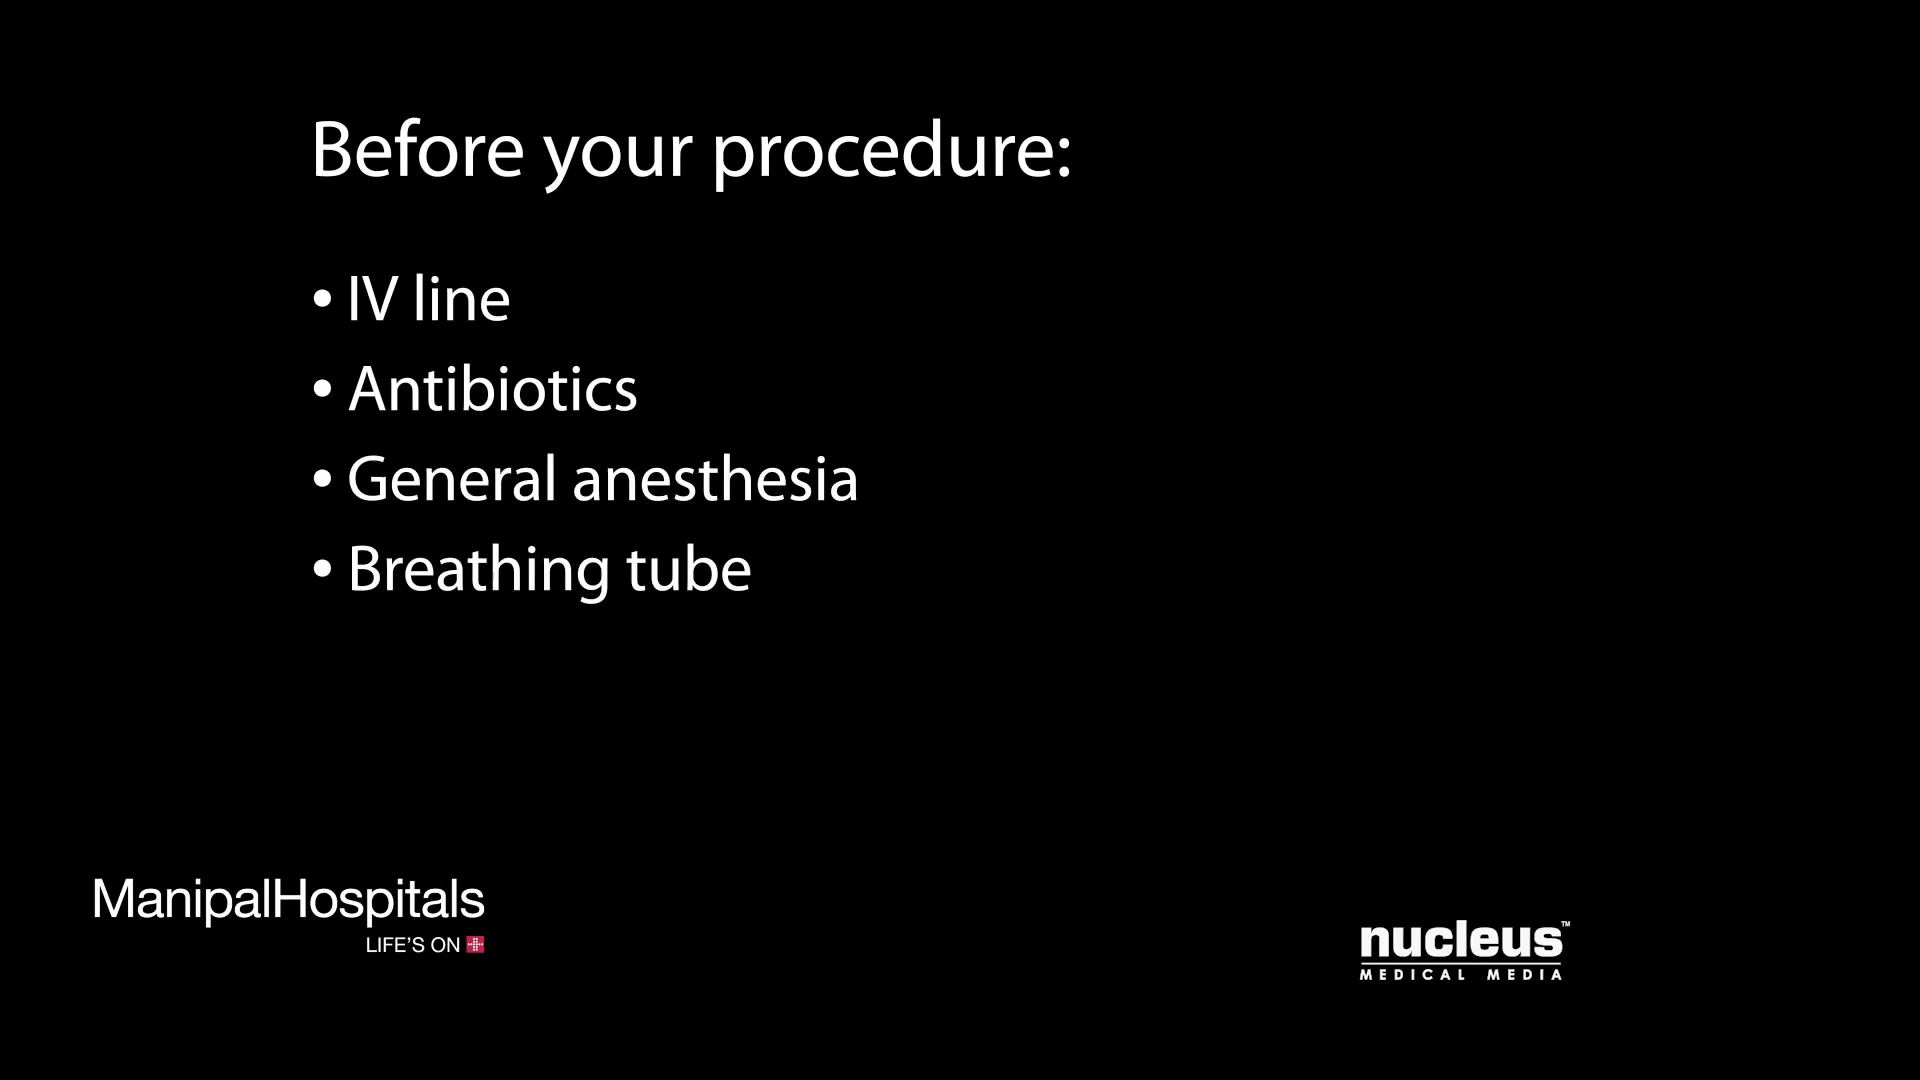 Before your procedure:
• IV line
• Antibiotics
• General anesthesia
• Breathing tube
ManipalHospitals
LIFE'S ON
nucleus™
MEDICAL MEDIA